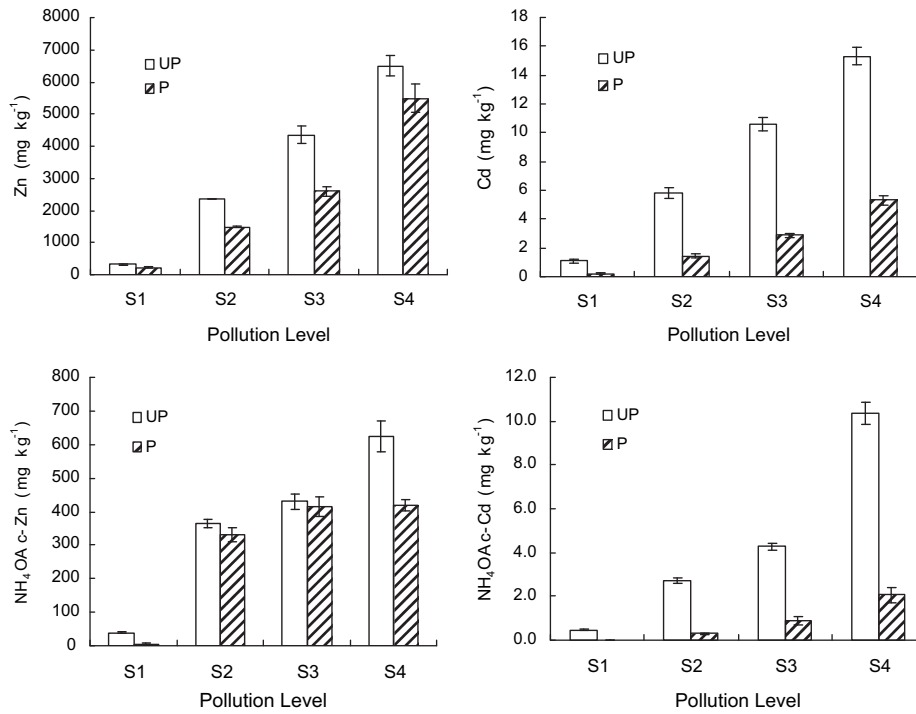 Zn (mg kg-1)
8000
7000
6000
5000
4000
3000
2000
1000
0
UP
P
S1 S2 S3 S4
Pollution Level
Cd (mg kg-1)
18
16
14
12
10
8
6
4
2
0
UP
P
S1 S2 S3 S4
Pollution Level
NH4OAc-Zn (mg kg-1)
800
700
600
500
400
300
200
100
0
UP
P
S1 S2 S3 S4
Pollution Level
NH4OAc-Cd (mg kg-1)
12.0
10.0
8.0
6.0
4.0
2.0
0.0
UP
P
S1 S2 S3 S4
Pollution Level